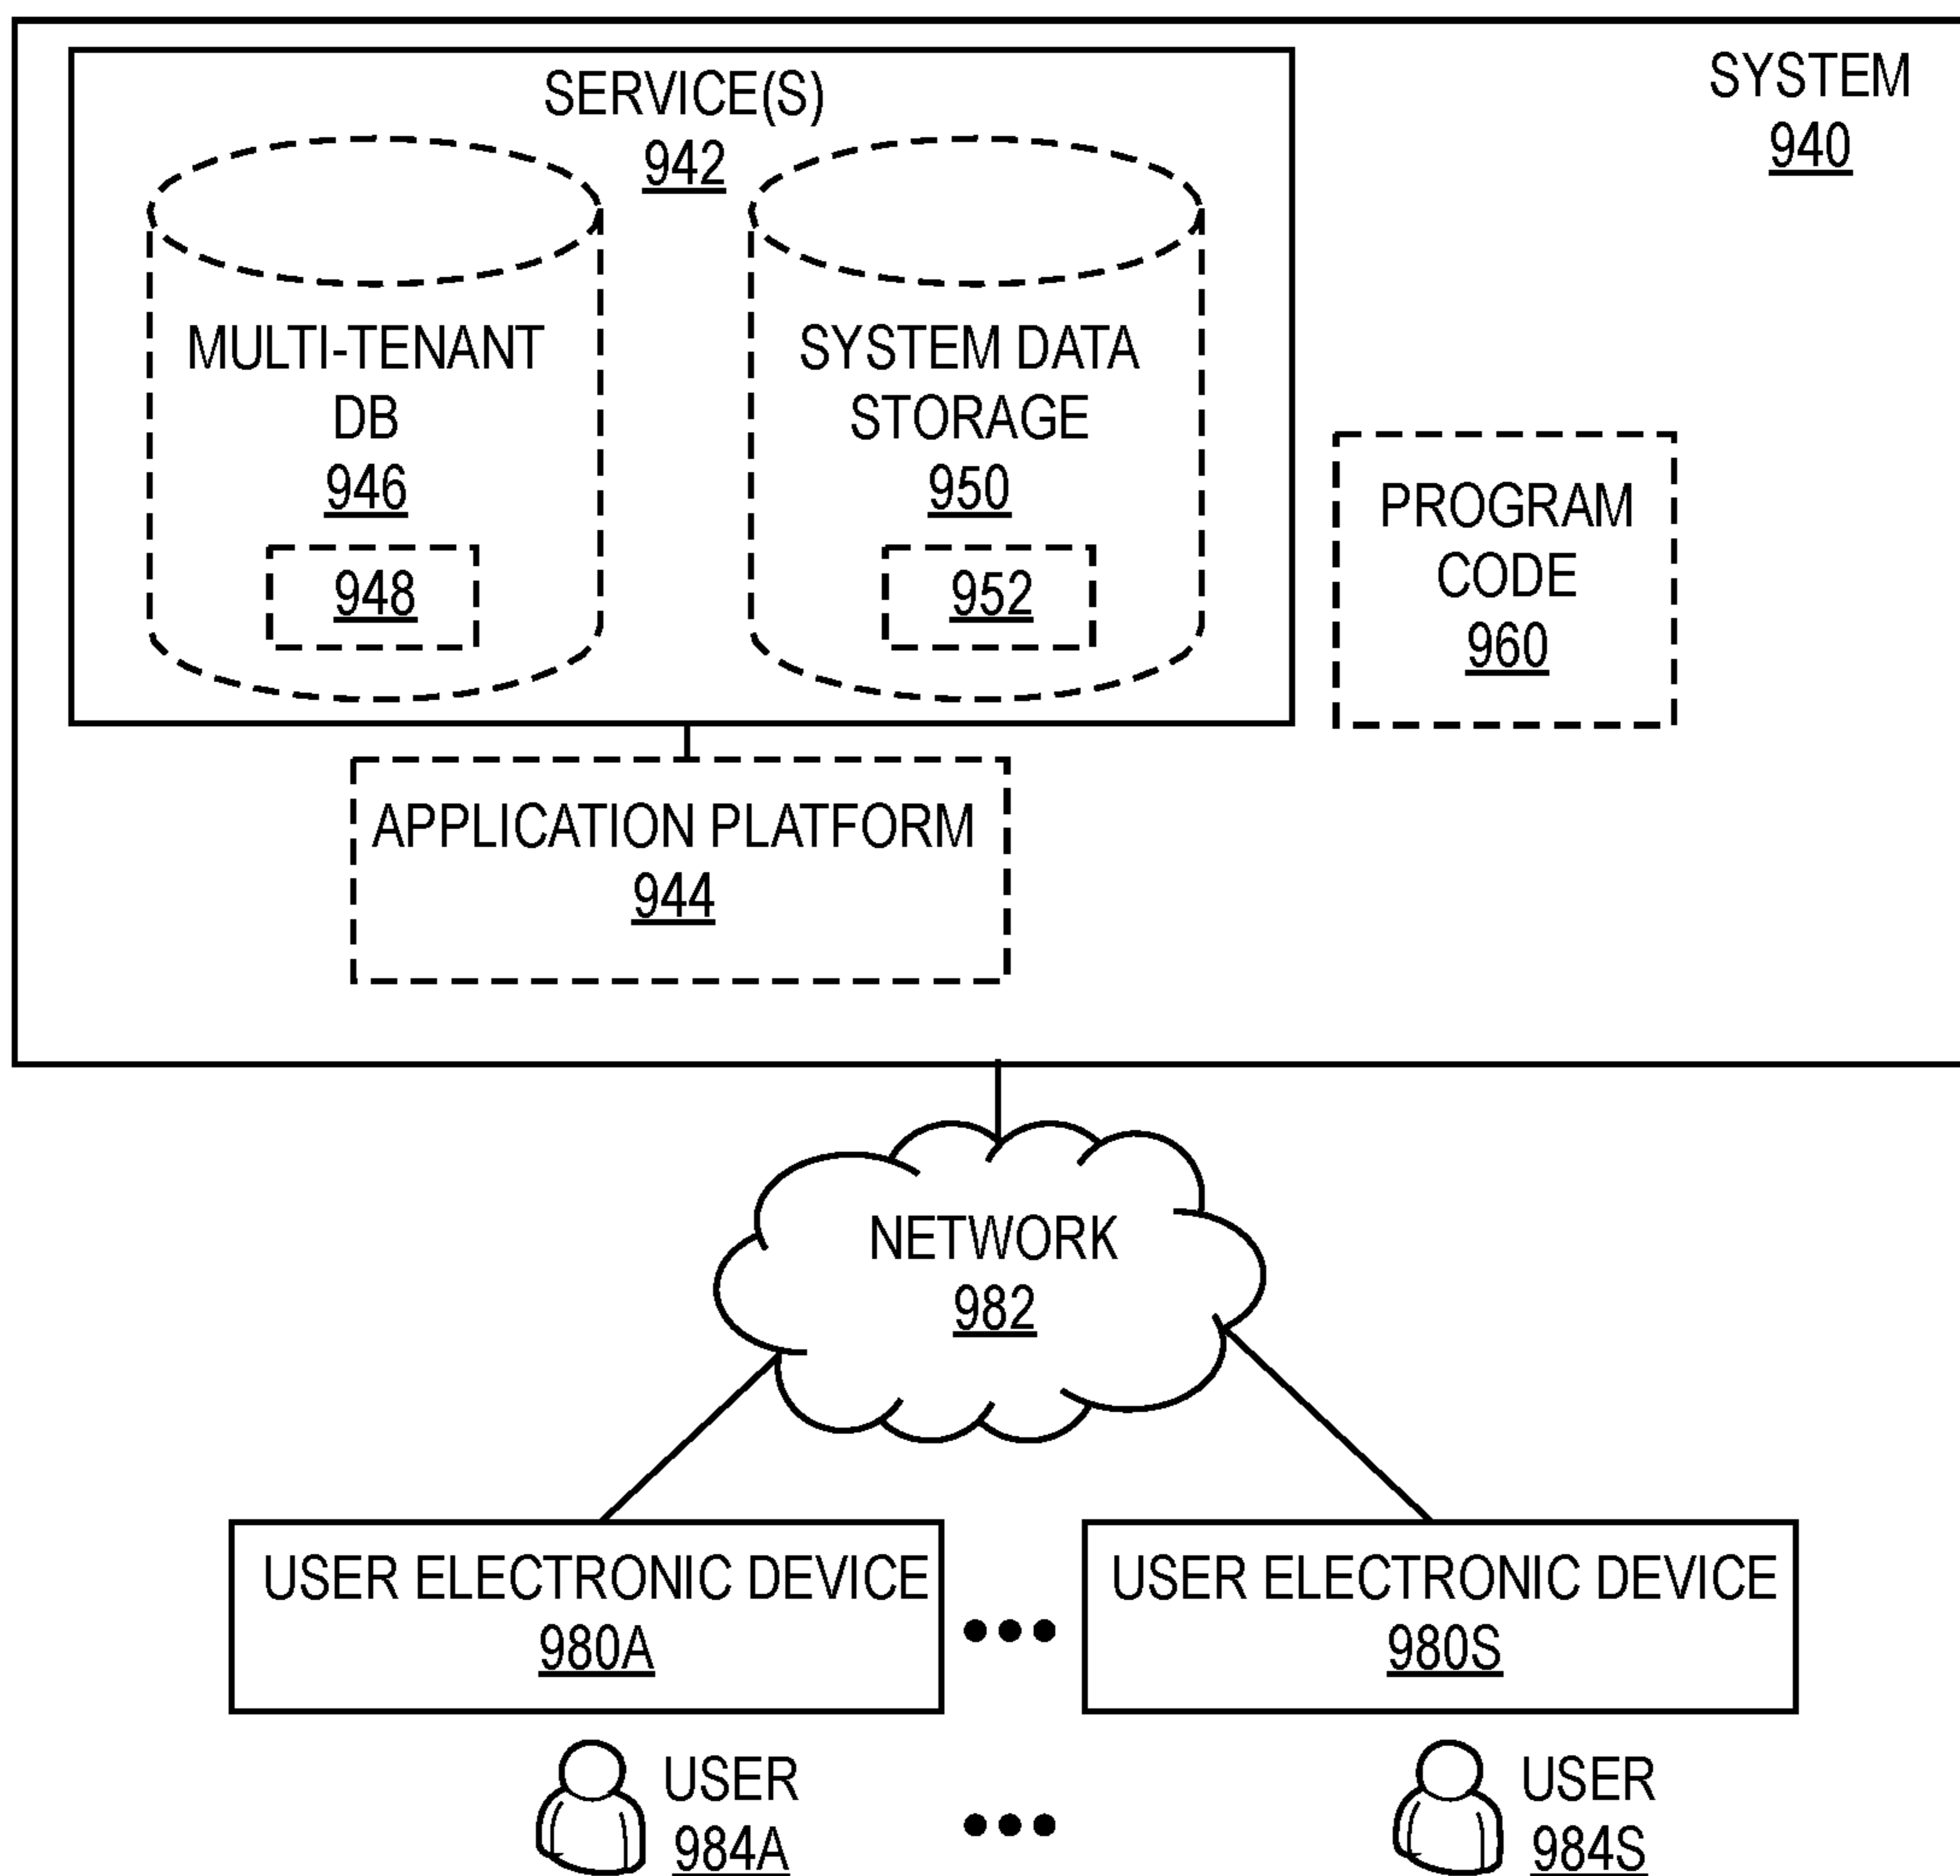 SERVICE(S)
942
SYSTEM
940
MULTI-TENANT
DB
946
948
SYSTEM DATA
STORAGE
950
952
PROGRAM
CODE
960
APPLICATION PLATFORM
944
NETWORK
982
USER ELECTRONIC DEVICE
980A
USER ELECTRONIC DEVICE
980S
USER
984A
USER
984S